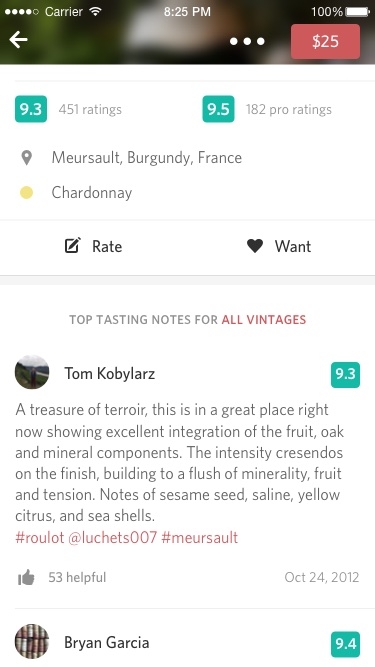 Carrier 8:25 PM 100%
$25
9.3 451 ratings 9.5 182 pro ratings
Meursault, Burgundy, France
Chardonnay
Rate Want
TOP TASTING NOTES FOR ALL VINTAGES
Tom Kobylarz 9.3
A treasure of terroir, this is in a great place right
now showing excellent integration of the fruit, oak
and mineral components. The intensity cresendos
on the finish, building to a flush of minerality, fruit
and tension. Notes of sesame seed, saline, yellow
citrus, and sea shells.
#roulot @luchets007 #meursault
53 helpful Oct 24, 2012
Bryan Garcia 9.4